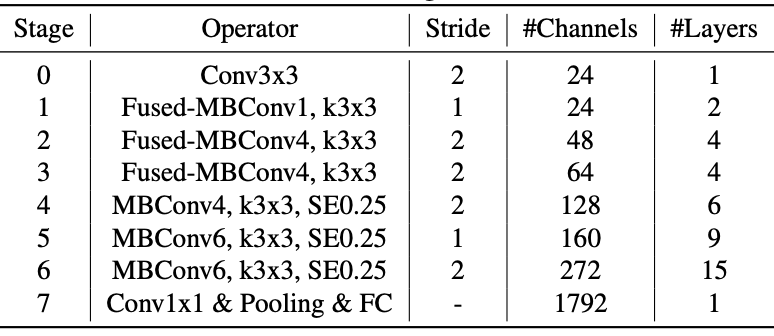 Stage Operator Stride #Channels #Layers
0 Conv3x3 2 24 1
1 Fused-MBConv1, k3x3 1 24 2
2 Fused-MBConv4, k3x3 2 48 4
3 Fused-MBConv4, k3x3 2 64 4
4 MBConv4, k3x3, SE0.25 2 128 6
5 MBConv6, k3x3, SE0.25 1 160 9
6 MBConv6, k3x3, SE0.25 2 272 15
7 Conv1x1 & Pooling & FC - 1792 1